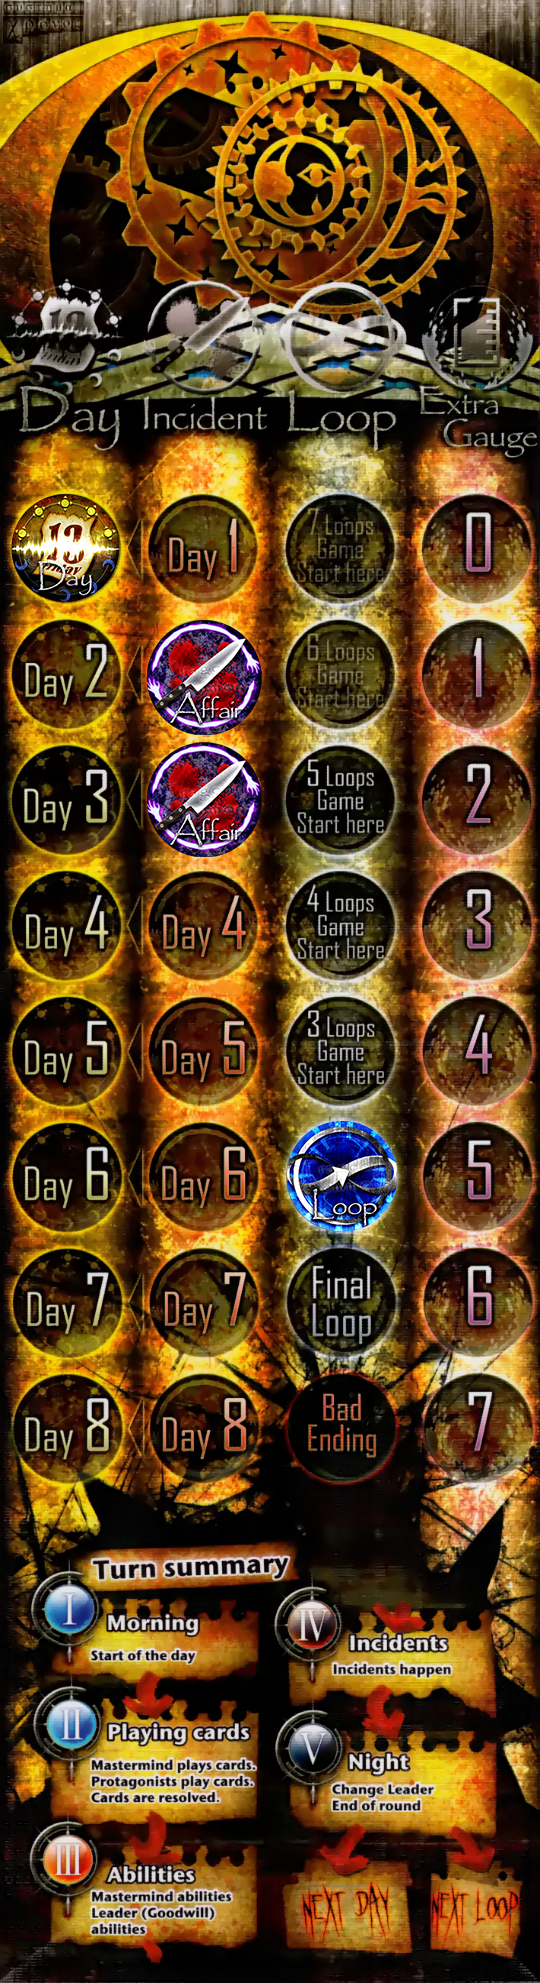 Day Incident Loop Extra
Gauge
13
Day
Day 1
7 Loops
Game
Start here
0
Day 2
Affair
6 Loops
Game
Start here
1
Day 3
Affair
5 Loops
Game
Start here
2
Day 4
Day 4
4 Loops
Game
Start here
3
Day 5
Day 5
3 Loops
Game
Start here
4
Day 6
Day 6
Loop
5
Day 7
Day 7
Final
Loop
6
Day 8
Day 8
Bad
Ending
7
Turn summary
I
Morning
Start of the day
II
Playing cards
Mastermind plays cards.
Protagonists play cards.
Cards are resolved.
III
Abilities
Mastermind abilities
Leader (Goodwill)
abilities
IV
Incidents
Incidents happen
V
Night
Change Leader
End of round
NEXT DAY
NEXT LOOP